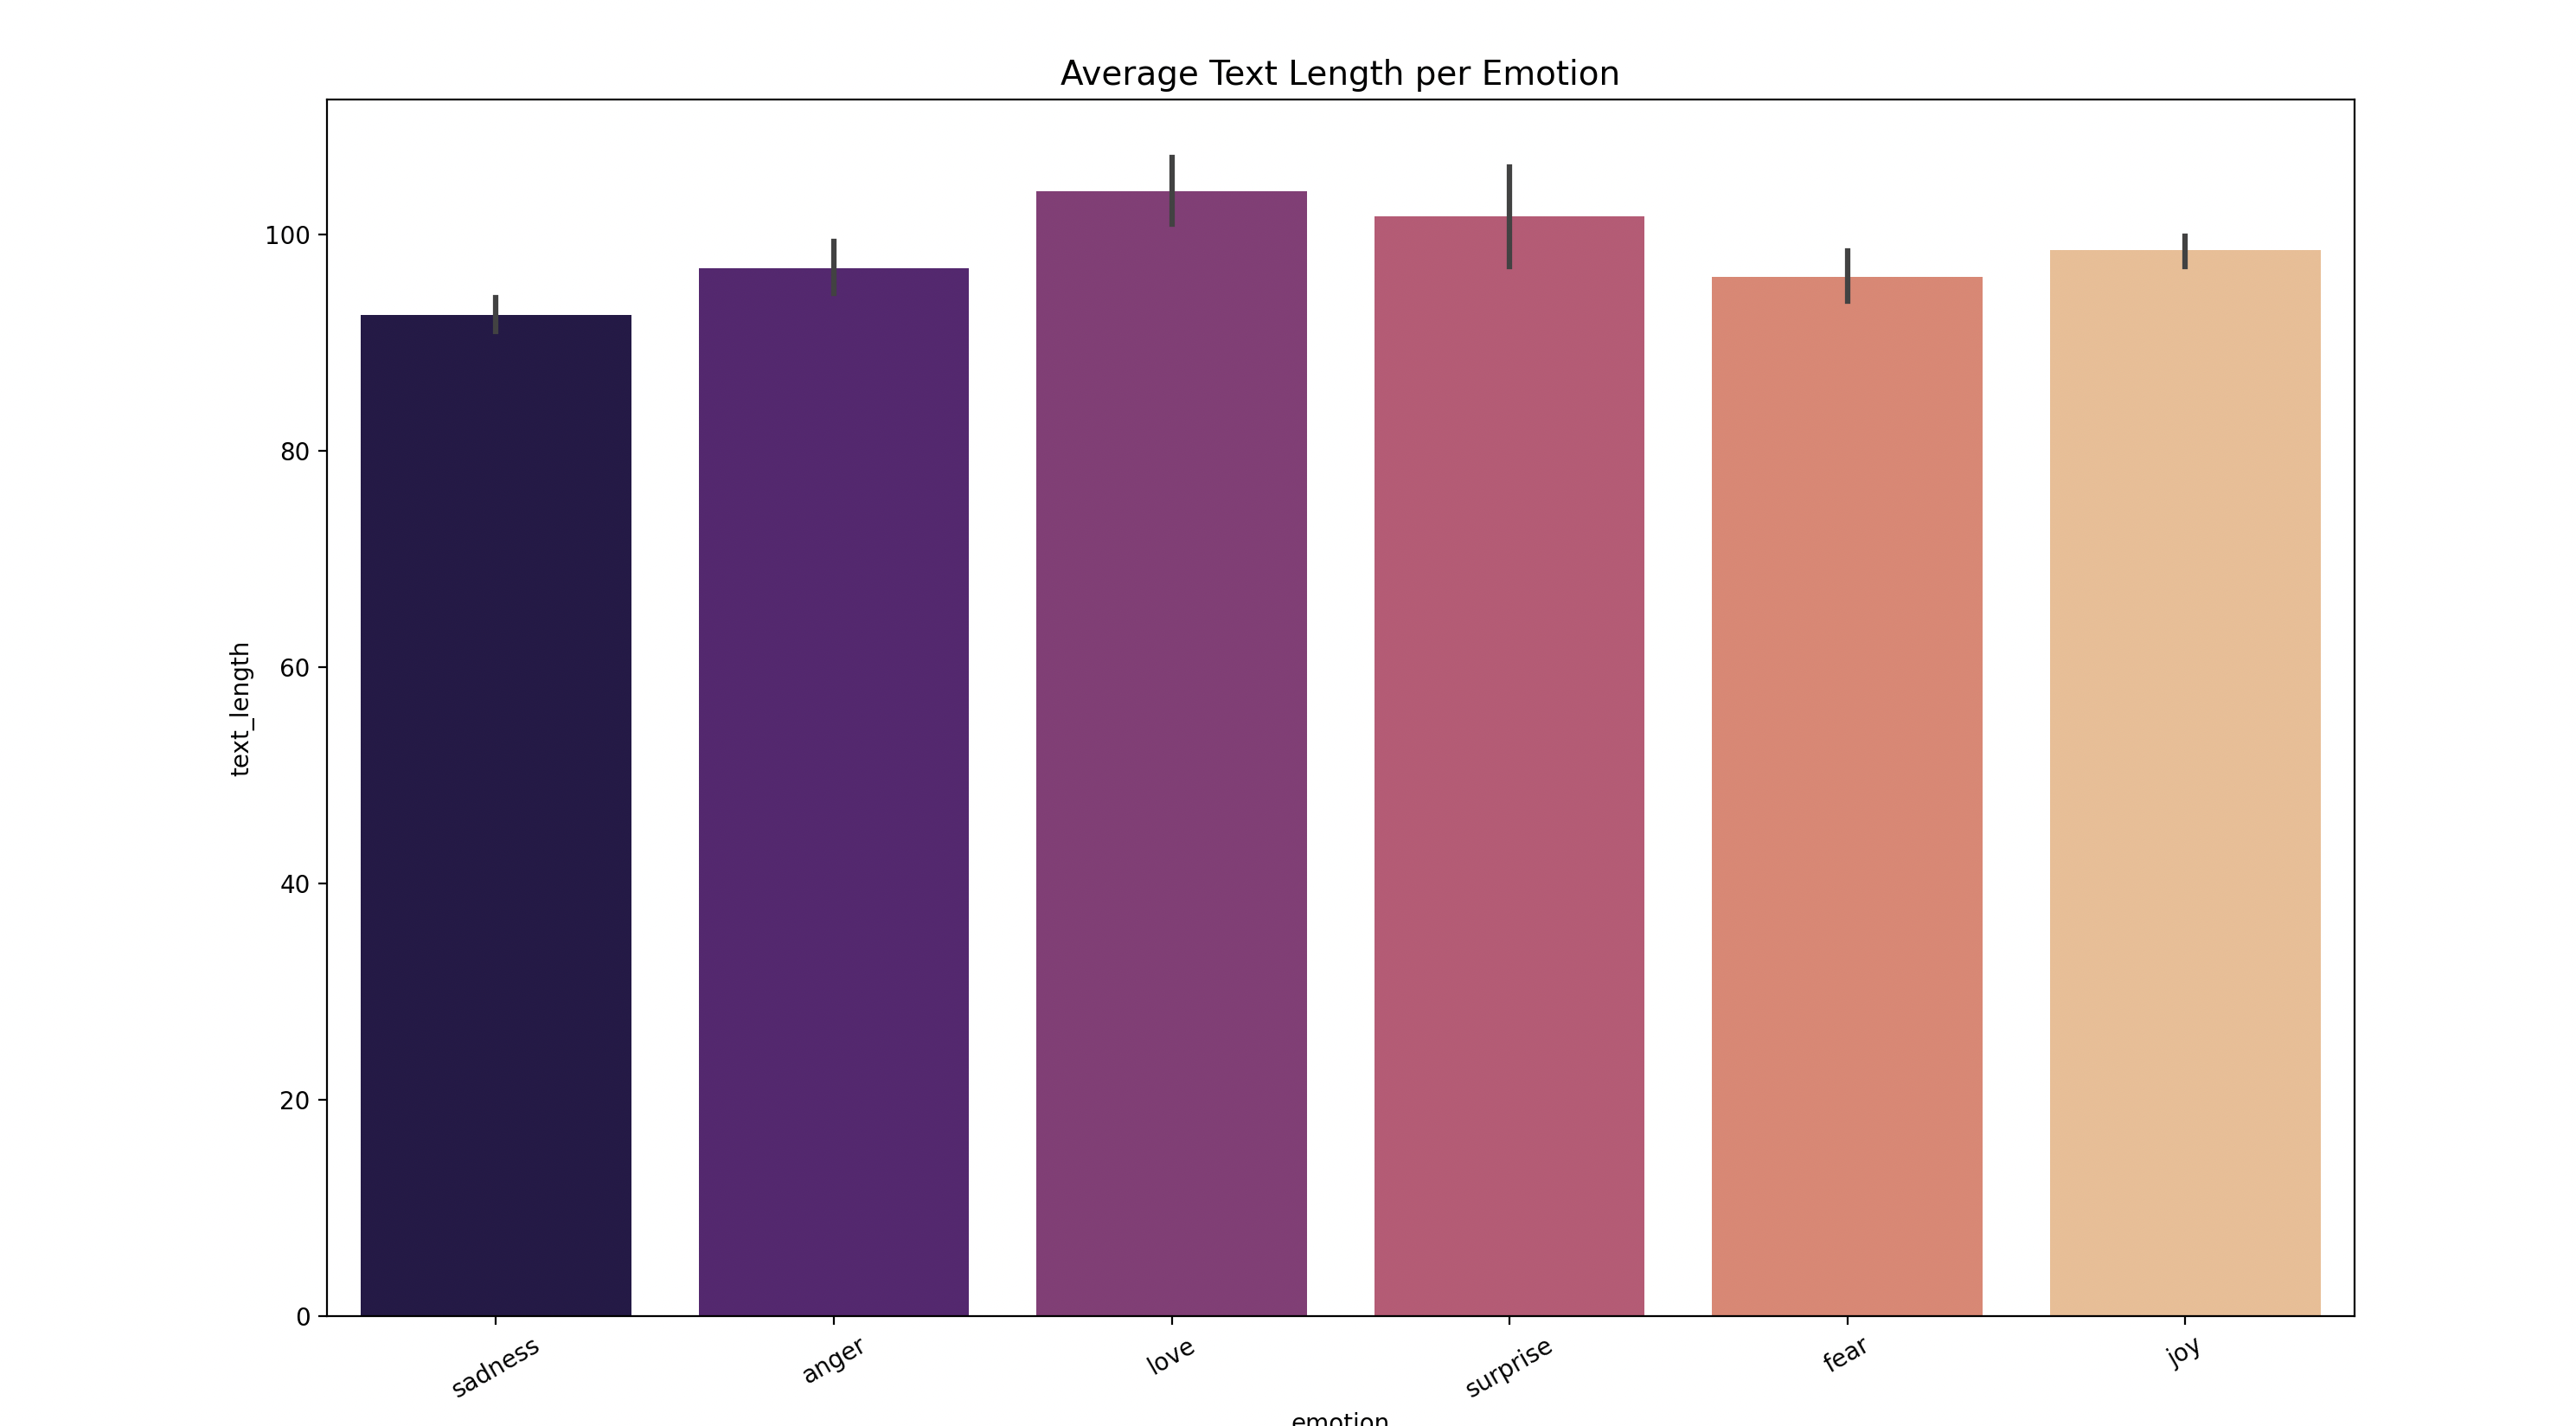 Average Text Length per Emotion
100
80
60
40
20
0
text_length
sadness
anger
love
surprise
fear
joy
emotion